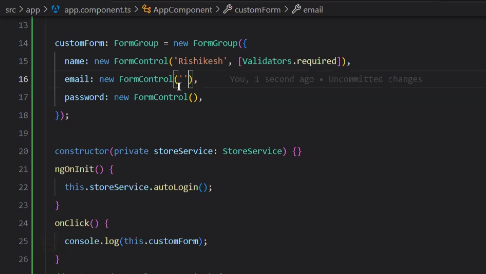 src > app > app.component.ts > AppComponent > customForm > email
13
14 customForm: FormGroup = new FormGroup({
15 name: new FormControl('Rishikesh', [Validators.required]),
16 email: new FormControl(''), You, 1 second ago • Uncommitted changes
17 password: new FormControl(),
18 });
19
20 constructor(private storeService: StoreService) {}
21 ngOnInit() {
22 this.storeService.autoLogin();
23 }
24 onClick() {
25 console.log(this.customForm);
26 }